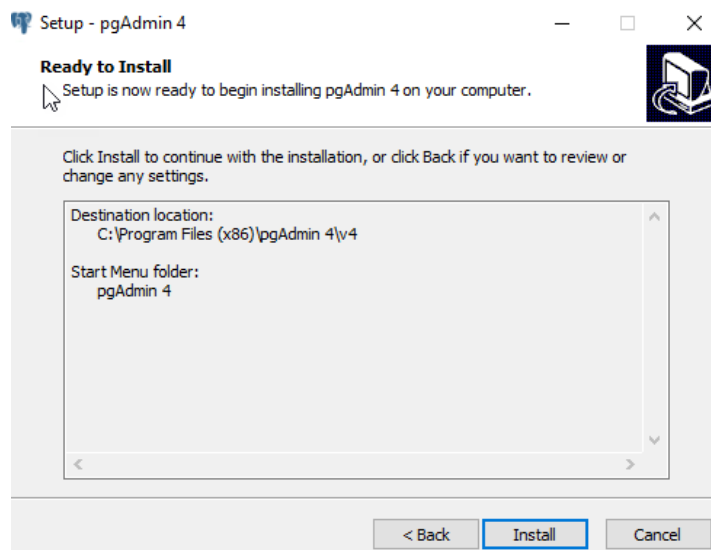 Setup - pgAdmin 4
Ready to Install
Setup is now ready to begin installing pgAdmin 4 on your computer.
Click Install to continue with the installation, or click Back if you want to review or
change any settings.
Destination location:
C:\Program Files (x86)\pgAdmin 4\v4
Start Menu folder:
pgAdmin 4
< Back
Install
Cancel